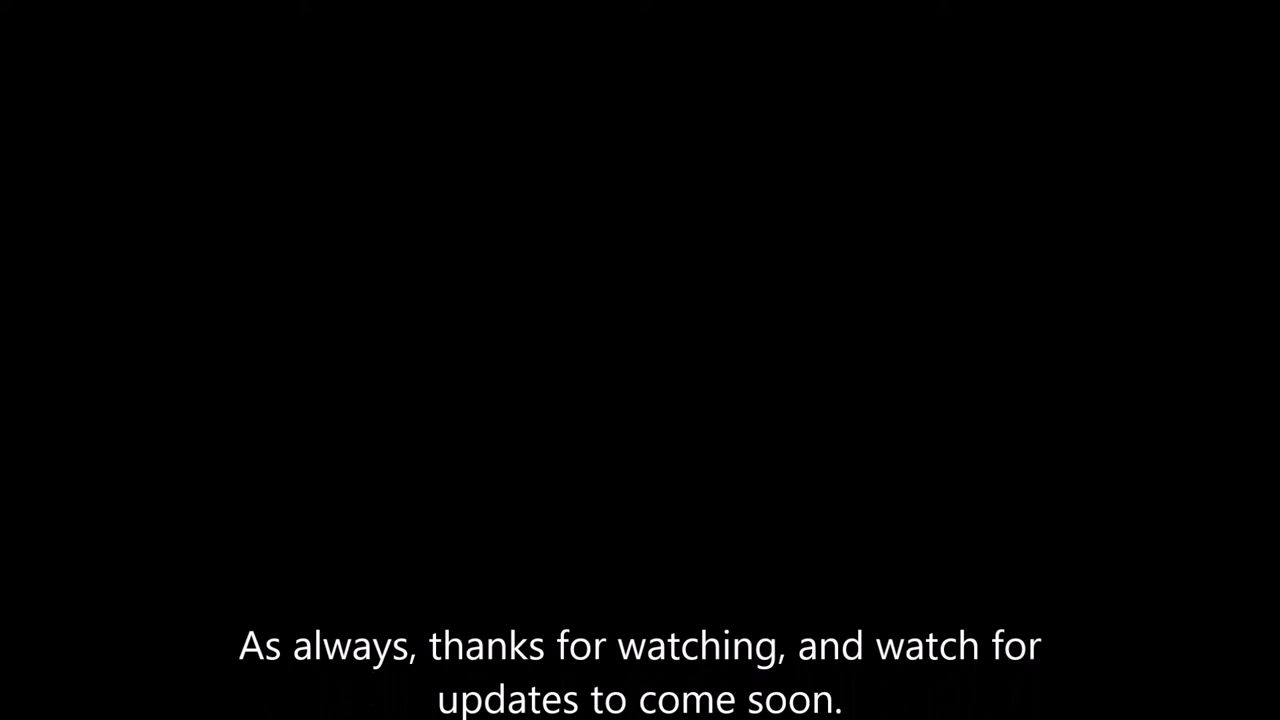 As always, thanks for watching, and watch for
updates to come soon.